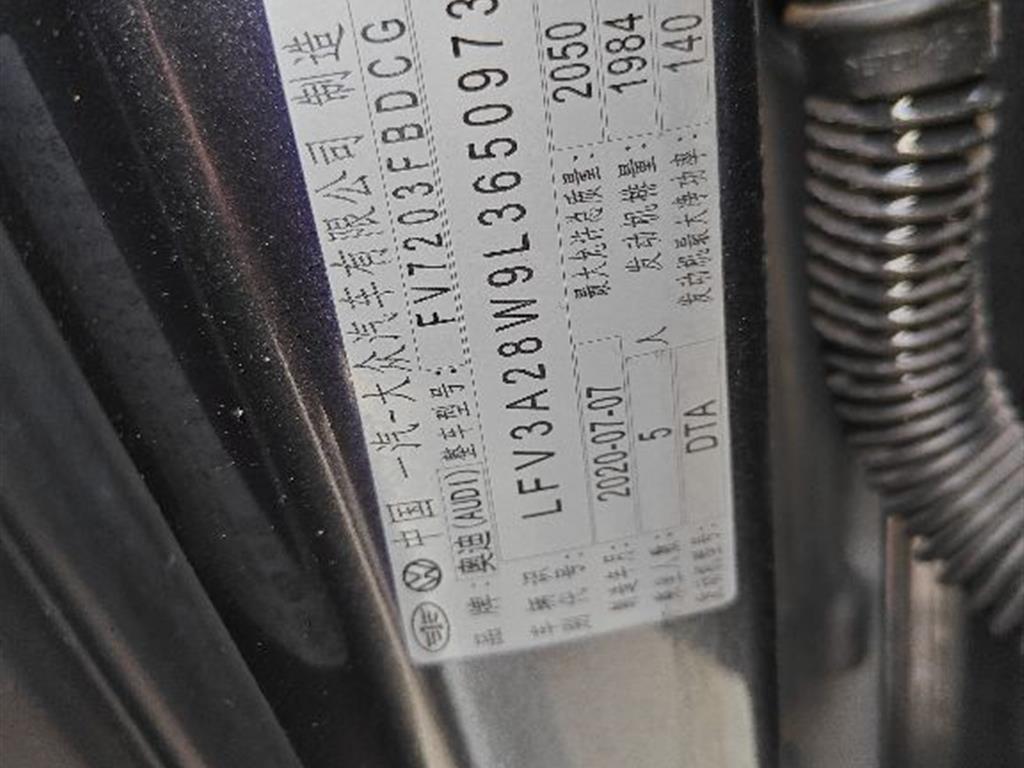 中国 一汽-大众汽车有限公司 制造
品牌: 奥迪(AUDI) 整车型号: FV7203FBDCG
车辆识别代号: LFV3A28W9L3650973
制造年月: 2020-07-07 最大允许总质量: 2050
乘坐人数: 5 人 发动机排量: 1984
发动机型号: DTA 发动机最大净功率: 140